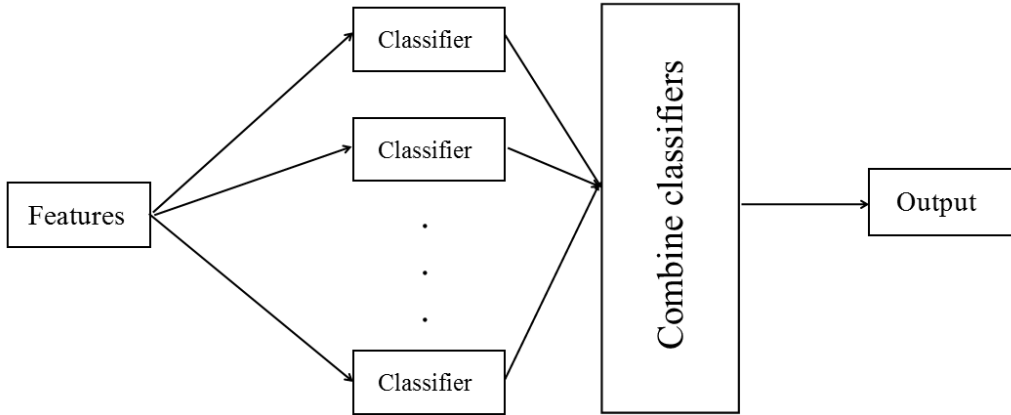 Features
Classifier
Classifier
.
.
.
Classifier
Combine classifiers
Output